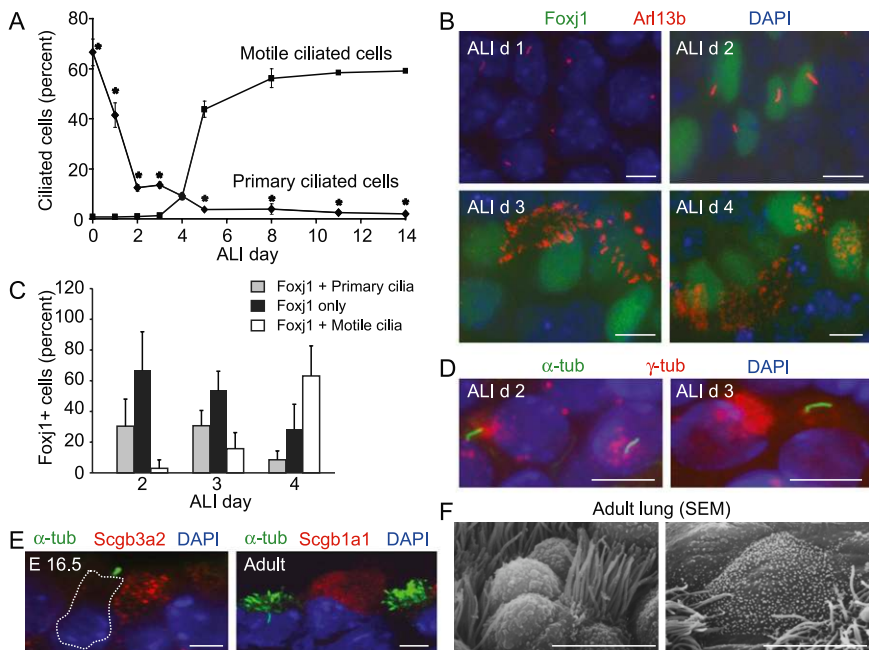 A
Ciliated cells (percent)
80
60
40
20
0
Motile ciliated cells
Primary ciliated cells
* * * * * * * *
0 2 4 6 8 10 12 14
ALI day
B
Foxj1 Arl13b DAPI
ALI d 1
ALI d 2
ALI d 3
ALI d 4
C
Foxj1 + Primary cilia
Foxj1 only
Foxj1 + Motile cilia
Foxj1+ cells (percent)
120
100
80
60
40
20
0
2 3 4
ALI day
D
α-tub γ-tub DAPI
ALI d 2
ALI d 3
E
α-tub Scgb3a2 DAPI
E 16.5
α-tub Scgb1a1 DAPI
Adult
F
Adult lung (SEM)